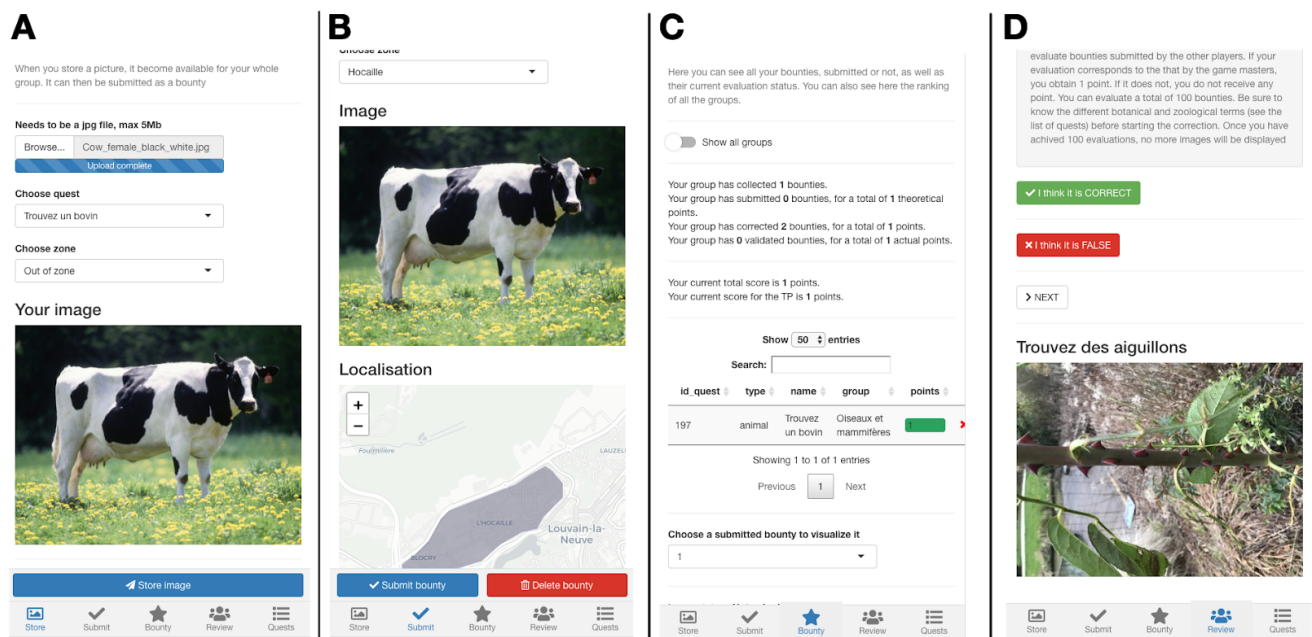 A
When you store a picture, it become available for your whole
group. It can then be submitted as a bounty
Needs to be a jpg file, max 5Mb
Browse... Cow_female_black_white.jpg
Upload complete
Choose quest
Trouvez un bovin
Choose zone
Out of zone
Your image
Store image
Store Submit Bounty Review Quests
B
Choose zone
Hocaille
Image
Localisation
+
−
LAUZEL
L'HOCAILLE
Louvain-la-
Neuve
BLOCRY
Submit bounty Delete bounty
Store Submit Bounty Review Quests
C
Here you can see all your bounties, submitted or not, as well as
their current evaluation status. You can also see here the ranking
of all the groups.
Show all groups
Your group has collected 1 bounties.
Your group has submitted 0 bounties, for a total of 1 theoretical
points.
Your group has corrected 2 bounties, for a total of 1 points.
Your group has 0 validated bounties, for a total of 1 actual points.
Your current total score is 1 points.
Your current score for the TP is 1 points.
Show 50 entries
Search:
id_quest type name group points
197 animal Trouvez un bovin Oiseaux et mammifères 1
Showing 1 to 1 of 1 entries
Previous 1 Next
Choose a submitted bounty to visualize it
1
Store Submit Bounty Review Quests
D
evaluate bounties submitted by the other players. If your
evaluation corresponds to the that by the game masters,
you obtain 1 point. If it does not, you do not receive any
point. You can evaluate a total of 100 bounties. Be sure to
know the different botanical and zoological terms (see the
list of quests) before starting the correction. Once you have
achived 100 evaluations, no more images will be displayed
I think it is CORRECT
I think it is FALSE
NEXT
Trouvez des aiguillons
Store Submit Bounty Review Quests